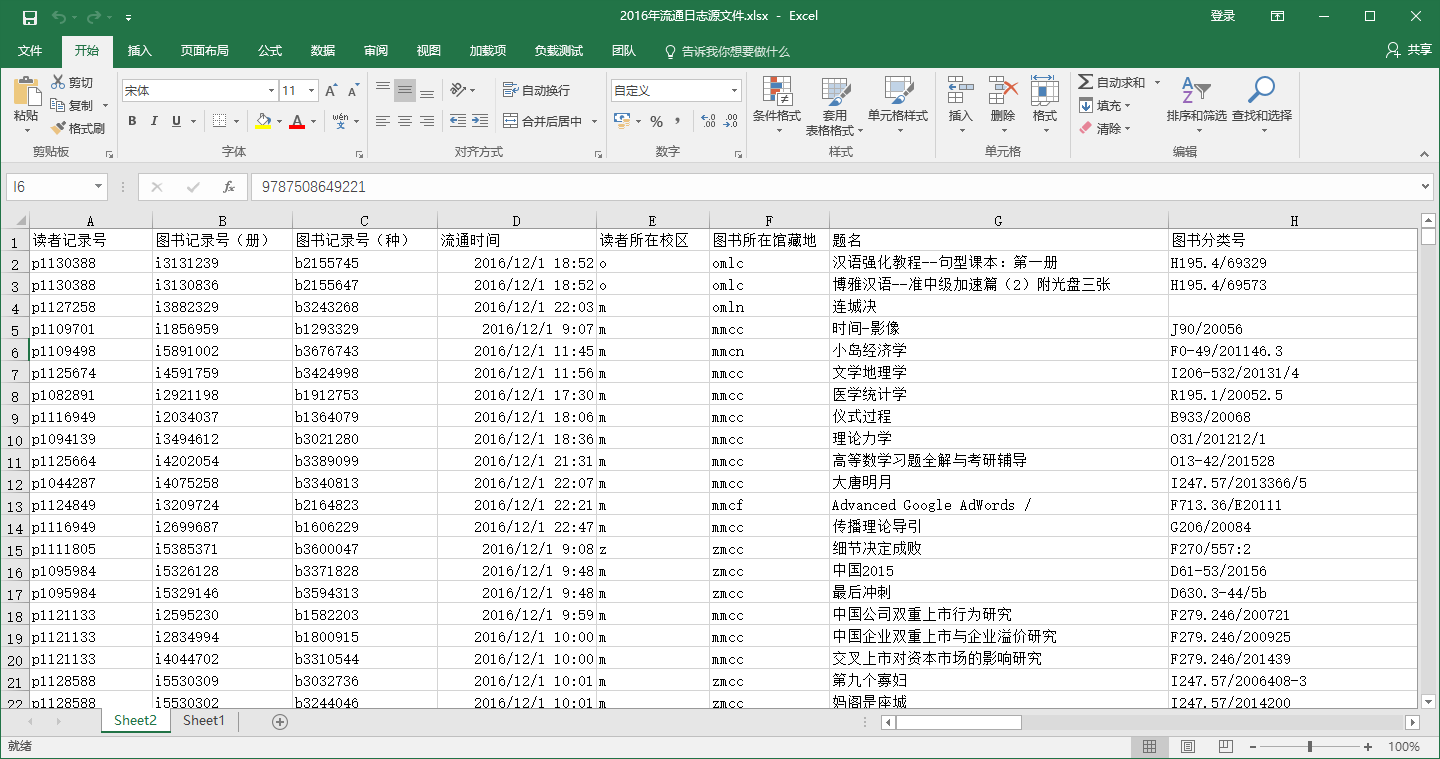 2016年流通日志源文件.xlsx - Excel 登录
文件 开始 插入 页面布局 公式 数据 审阅 视图 加载项 负载测试 团队 告诉我你想要做什么 共享
粘贴 剪切 复制 格式刷 剪贴板
宋体 11 A A B I U A wén 字体
自动换行 合并后居中 对齐方式
自定义 % 数字
条件格式 套用 表格格式 单元格样式 样式
插入 删除 格式 单元格
自动求和 填充 清除 排序和筛选 查找和选择 编辑
I6 fx 9787508649221
A B C D E F G H
1 读者记录号 图书记录号（册） 图书记录号（种） 流通时间 读者所在校区 图书所在馆藏地 题名 图书分类号
2 p1130388 i3131239 b2155745 2016/12/1 18:52 o omlc 汉语强化教程--句型课本：第一册 H195.4/69329
3 p1130388 i3130836 b2155647 2016/12/1 18:52 o omlc 博雅汉语--准中级加速篇（2）附光盘三张 H195.4/69573
4 p1127258 i3882329 b3243268 2016/12/1 22:03 m omln 连城决
5 p1109701 i1856959 b1293329 2016/12/1 9:07 m mmcc 时间-影像 J90/20056
6 p1109498 i5891002 b3676743 2016/12/1 11:45 m mmcn 小岛经济学 F0-49/201146.3
7 p1125674 i4591759 b3424998 2016/12/1 11:56 m mmcc 文学地理学 I206-532/20131/4
8 p1082891 i2921198 b1912753 2016/12/1 17:30 m mmcc 医学统计学 R195.1/20052.5
9 p1116949 i2034037 b1364079 2016/12/1 18:06 m mmcc 仪式过程 B933/20068
10 p1094139 i3494612 b3021280 2016/12/1 18:36 m mmcc 理论力学 O31/201212/1
11 p1125664 i4202054 b3389099 2016/12/1 21:31 m mmcc 高等数学习题全解与考研辅导 O13-42/201528
12 p1044287 i4075258 b3340813 2016/12/1 22:07 m mmcc 大唐明月 I247.57/2013366/5
13 p1124849 i3209724 b2164823 2016/12/1 22:21 m mmcf Advanced Google AdWords / F713.36/E20111
14 p1116949 i2699687 b1606229 2016/12/1 22:47 m mmcc 传播理论导引 G206/20084
15 p1111805 i5385371 b3600047 2016/12/1 9:08 z zmcc 细节决定成败 F270/557:2
16 p1095984 i5326128 b3371828 2016/12/1 9:48 m zmcc 中国2015 D61-53/20156
17 p1095984 i5329146 b3594313 2016/12/1 9:48 m zmcc 最后冲刺 D630.3-44/5b
18 p1121133 i2595230 b1582203 2016/12/1 9:59 m mmcc 中国公司双重上市行为研究 F279.246/200721
19 p1121133 i2834994 b1800915 2016/12/1 10:00 m mmcc 中国企业双重上市与企业溢价研究 F279.246/200925
20 p1121133 i4044702 b3310544 2016/12/1 10:00 m mmcc 交叉上市对资本市场的影响研究 F279.246/201439
21 p1128588 i5530309 b3032736 2016/12/1 10:01 m zmcc 第九个寡妇 I247.57/2006408-3
22 p1128588 i5530302 b3244046 2016/12/1 10:01 m zmcc 妈阁是座城 I247.57/2014200
Sheet2 Sheet1
就绪 100%